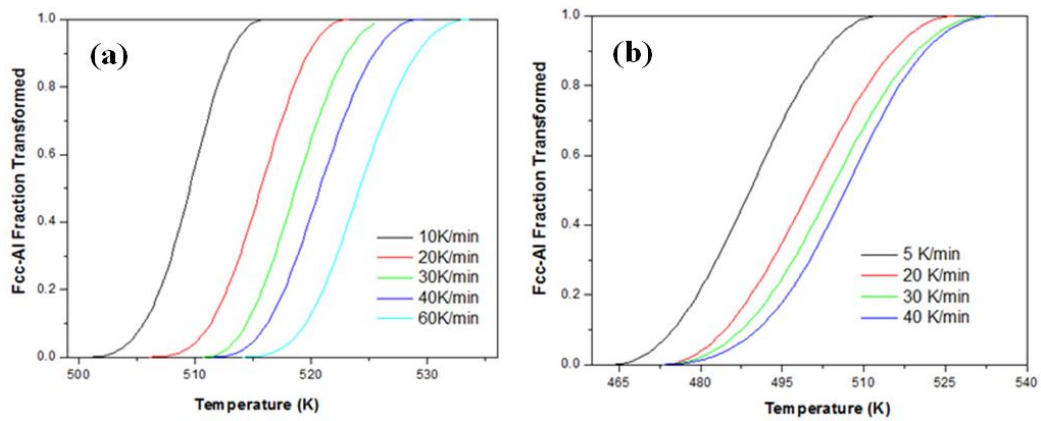 (a)
Fcc-Al Fraction Transformed
1.0
0.8
0.6
0.4
0.2
0.0
10K/min
20K/min
30K/min
40K/min
60K/min
500 510 520 530
Temperature (K)
(b)
Fcc-Al Fraction Transformed
1.0
0.8
0.6
0.4
0.2
0.0
5 K/min
20 K/min
30 K/min
40 K/min
465 480 495 510 525 540
Temperature (K)